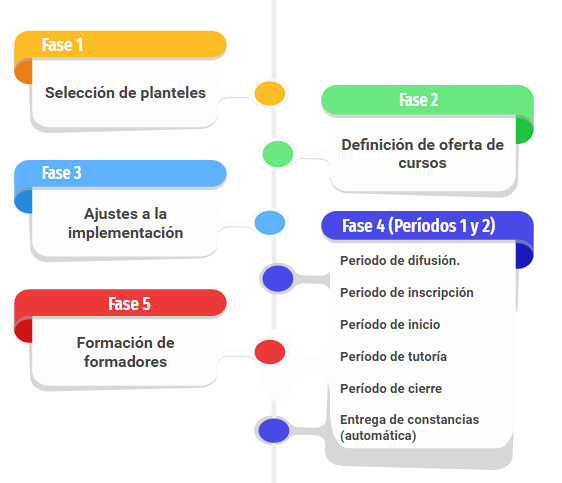 Fase 1
Selección de planteles
Fase 2
Definición de oferta de
cursos
Fase 3
Ajustes a la
implementación
Fase 4 (Períodos 1 y 2)
Periodo de difusión.
Periodo de inscripción
Período de inicio
Período de tutoría
Período de cierre
Entrega de constancias
(automática)
Fase 5
Formación de
formadores